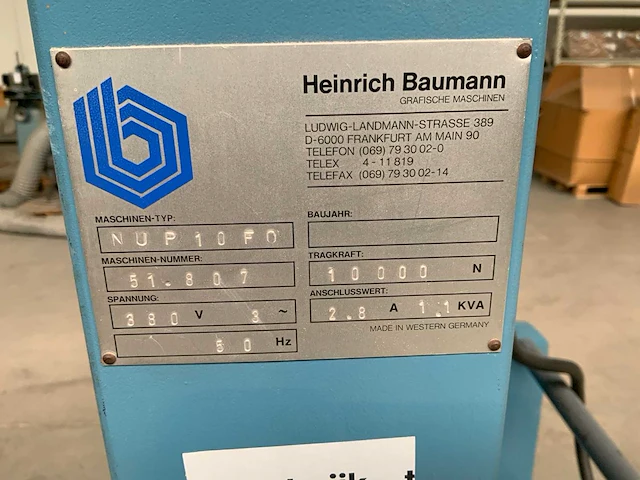 Heinrich Baumann
GRAFISCHE MASCHINEN
LUDWIG-LANDMANN-STRASSE 389
D-6000 FRANKFURT AM MAIN 90
TELEFON (069) 79 30 02-0
TELEX 4-11 819
TELEFAX (069) 79 30 02-14
MASCHINEN-TYP:
NUP 10 FO
MASCHINEN-NUMMER:
51.807
SPANNUNG:
380 V 3 ~
50 Hz
BAUJAHR:
TRAGKRAFT:
10000 N
ANSCHLUSSWERT:
2.8 A 1.1 KVA
MADE IN WESTERN GERMANY